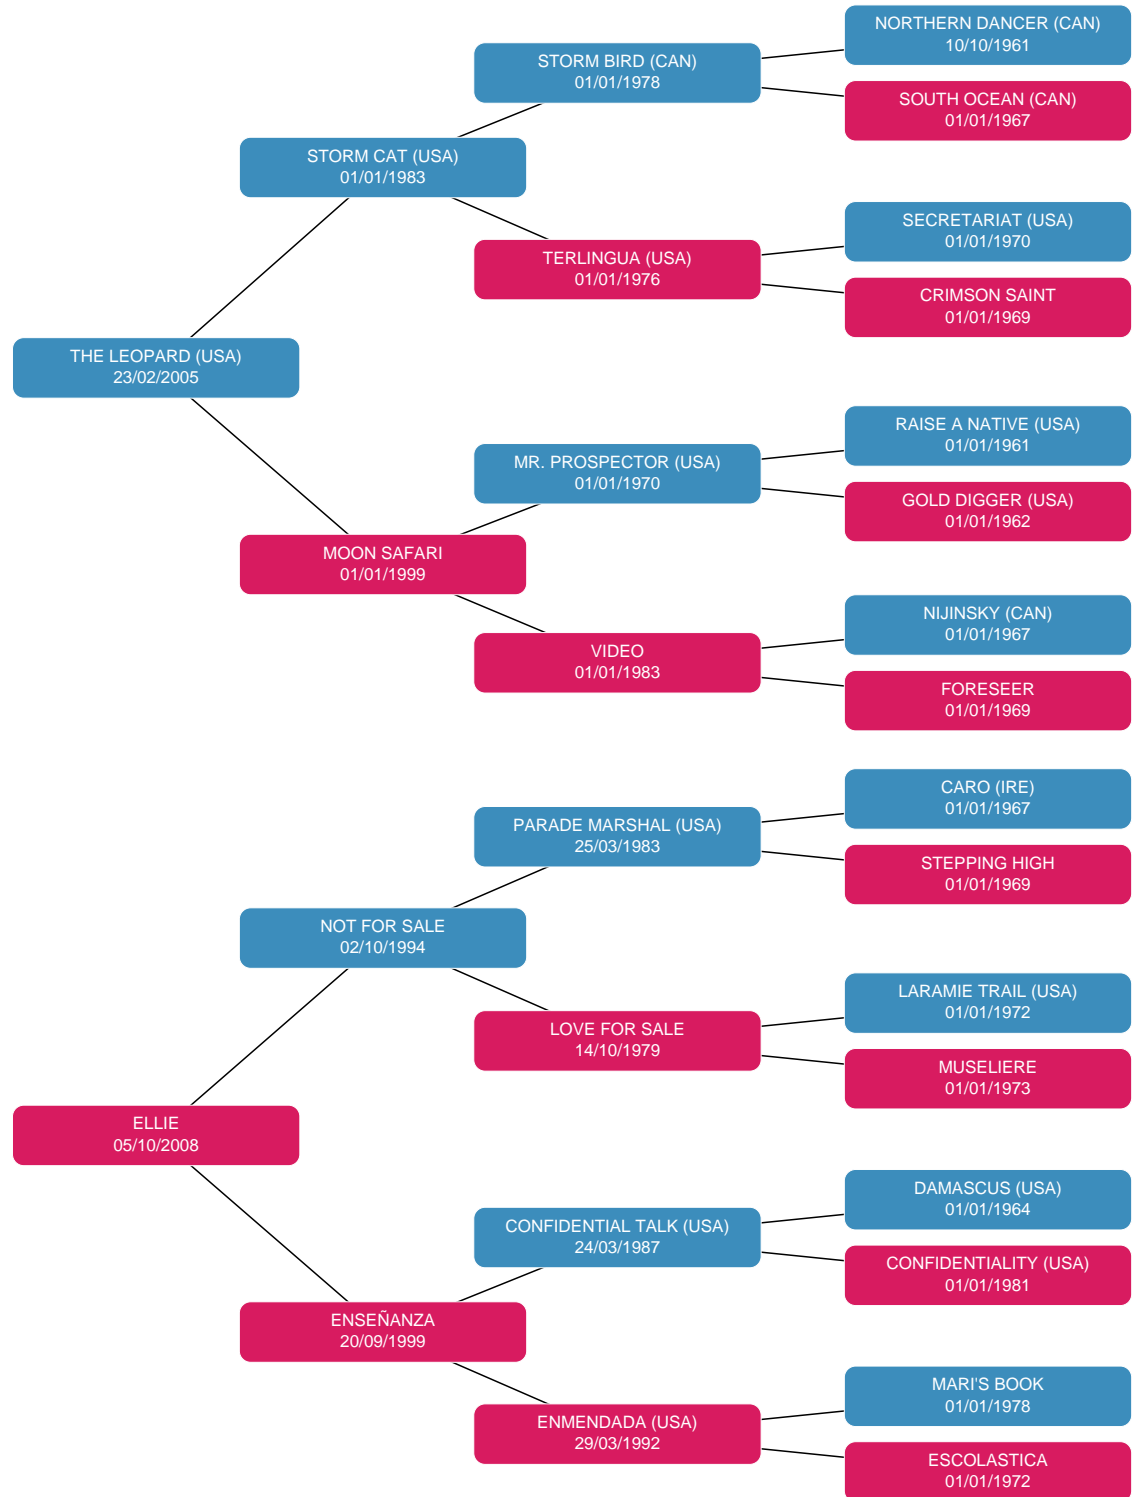 NORTHERN DANCER (CAN)
10/10/1961
STORM BIRD (CAN)
01/01/1978
SOUTH OCEAN (CAN)
01/01/1967
STORM CAT (USA)
01/01/1983
SECRETARIAT (USA)
01/01/1970
TERLINGUA (USA)
01/01/1976
CRIMSON SAINT
01/01/1969
THE LEOPARD (USA)
23/02/2005
RAISE A NATIVE (USA)
01/01/1961
MR. PROSPECTOR (USA)
01/01/1970
GOLD DIGGER (USA)
01/01/1962
MOON SAFARI
01/01/1999
NIJINSKY (CAN)
01/01/1967
VIDEO
01/01/1983
FORESEER
01/01/1969
CARO (IRE)
01/01/1967
PARADE MARSHAL (USA)
25/03/1983
STEPPING HIGH
01/01/1969
NOT FOR SALE
02/10/1994
LARAMIE TRAIL (USA)
01/01/1972
LOVE FOR SALE
14/10/1979
MUSELIERE
01/01/1973
ELLIE
05/10/2008
DAMASCUS (USA)
01/01/1964
CONFIDENTIAL TALK (USA)
24/03/1987
CONFIDENTIALITY (USA)
01/01/1981
ENSEÑANZA
20/09/1999
MARI'S BOOK
01/01/1978
ENMENDADA (USA)
29/03/1992
ESCOLASTICA
01/01/1972